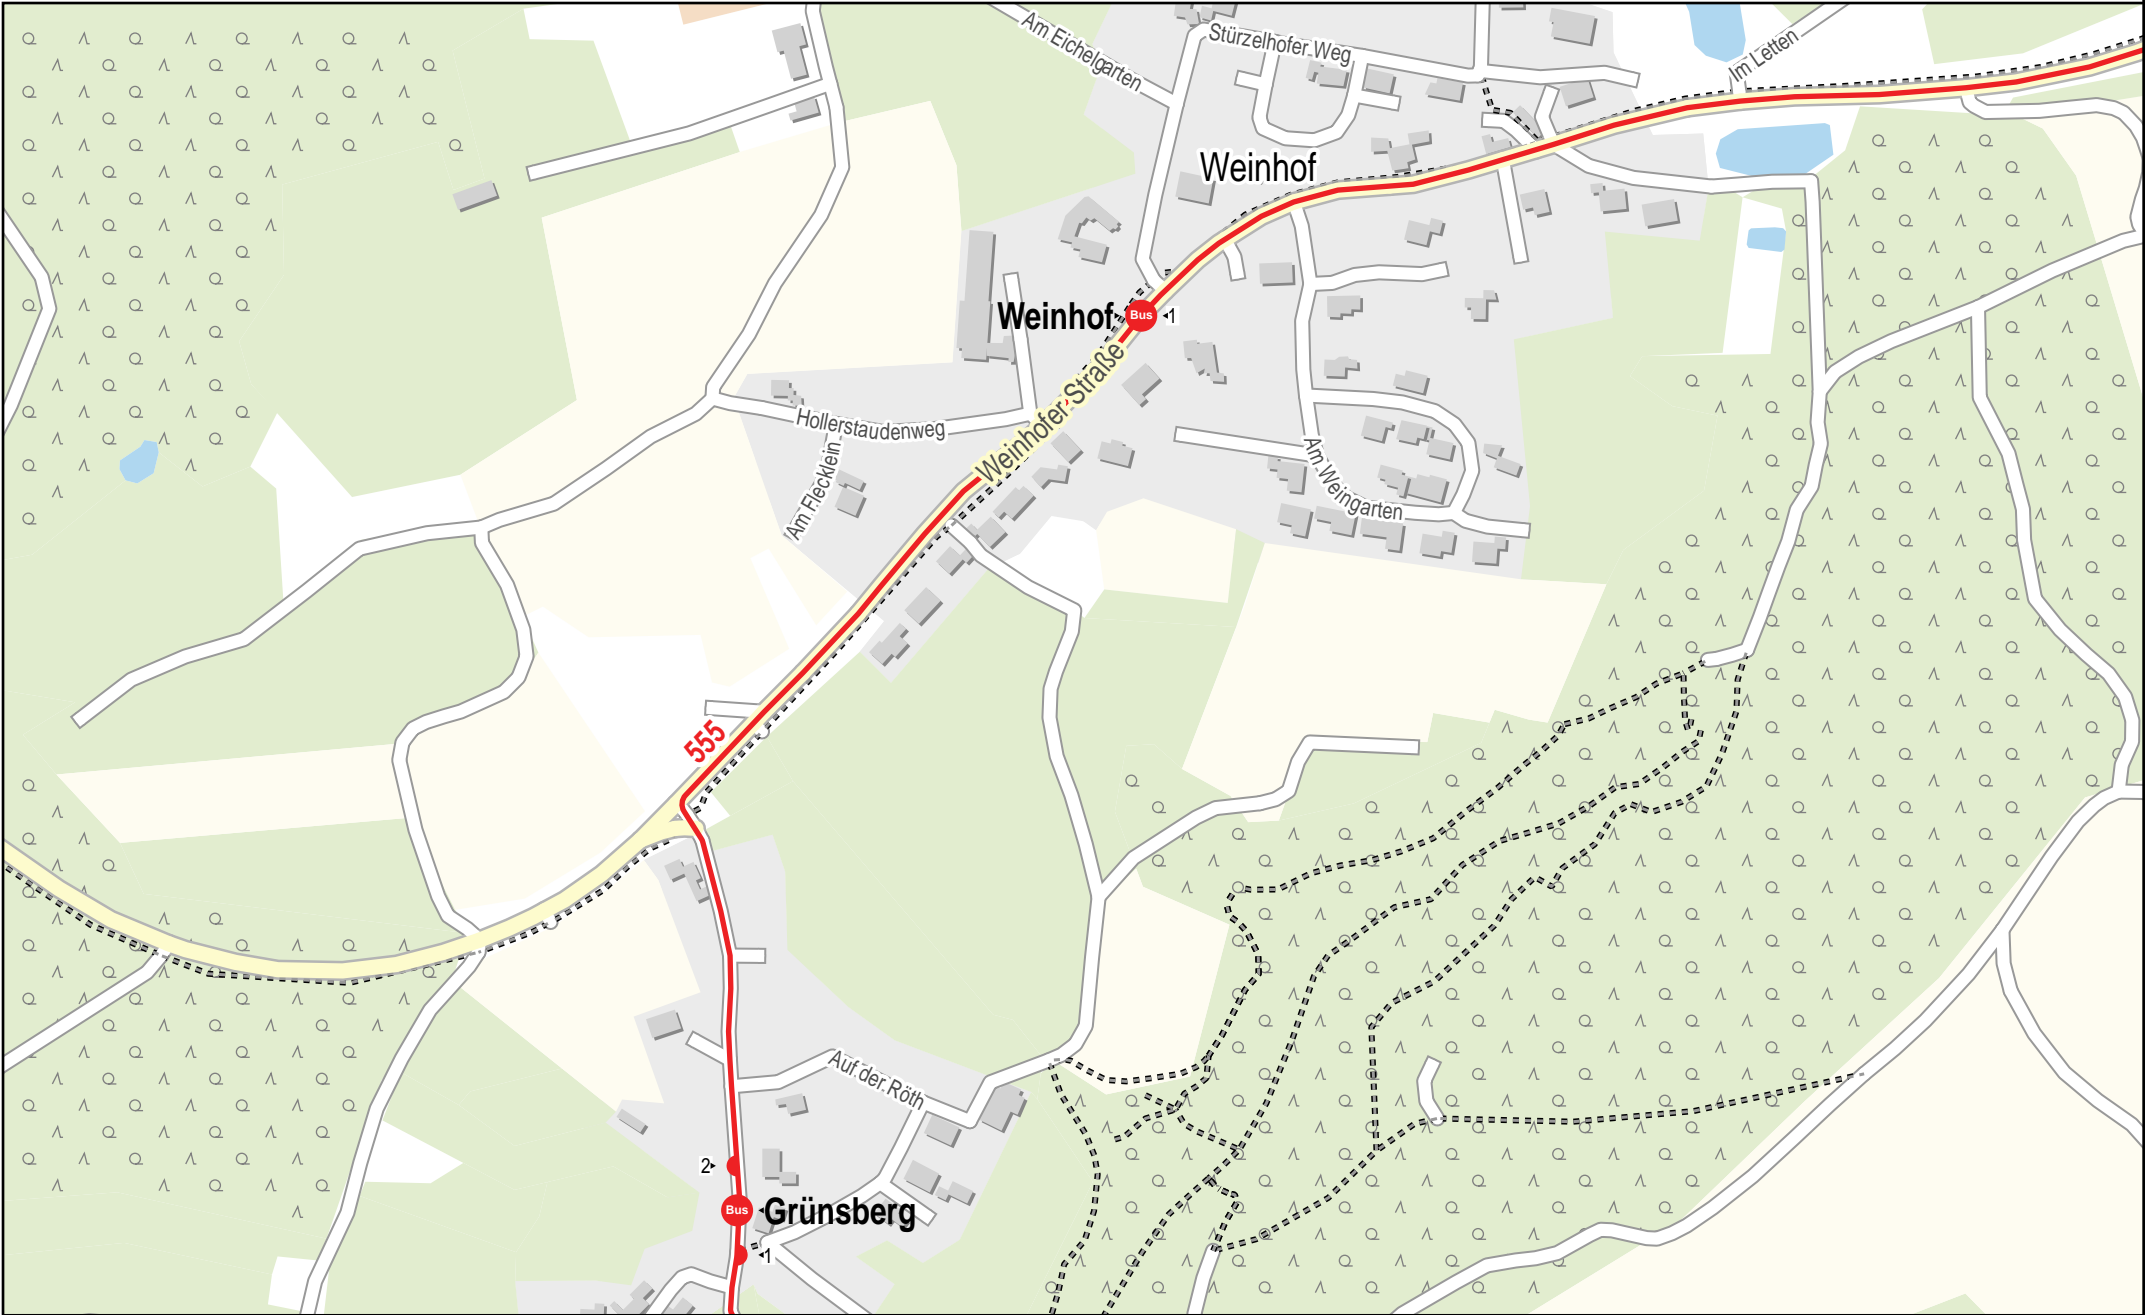 Am Eichelgarten
Stürzelhofer Weg
Im Letten
Weinhof
Weinhof
Bus
1
Weinhofer Straße
Hollerstaudenweg
Am Flecklein
Am Weingarten
555
Auf der Röth
2
Bus
Grünsberg
1